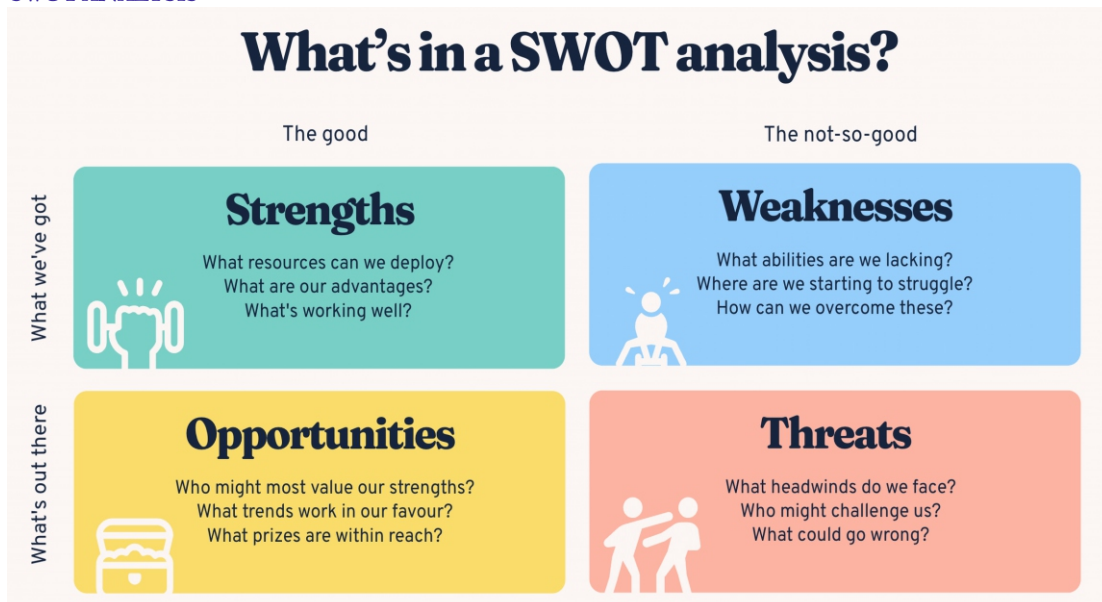 What's in a SWOT analysis?
The good
The not-so-good
What we've got
Strengths
What resources can we deploy?
What are our advantages?
What's working well?
Weaknesses
What abilities are we lacking?
Where are we starting to struggle?
How can we overcome these?
What's out there
Opportunities
Who might most value our strengths?
What trends work in our favour?
What prizes are within reach?
Threats
What headwinds do we face?
Who might challenge us?
What could go wrong?